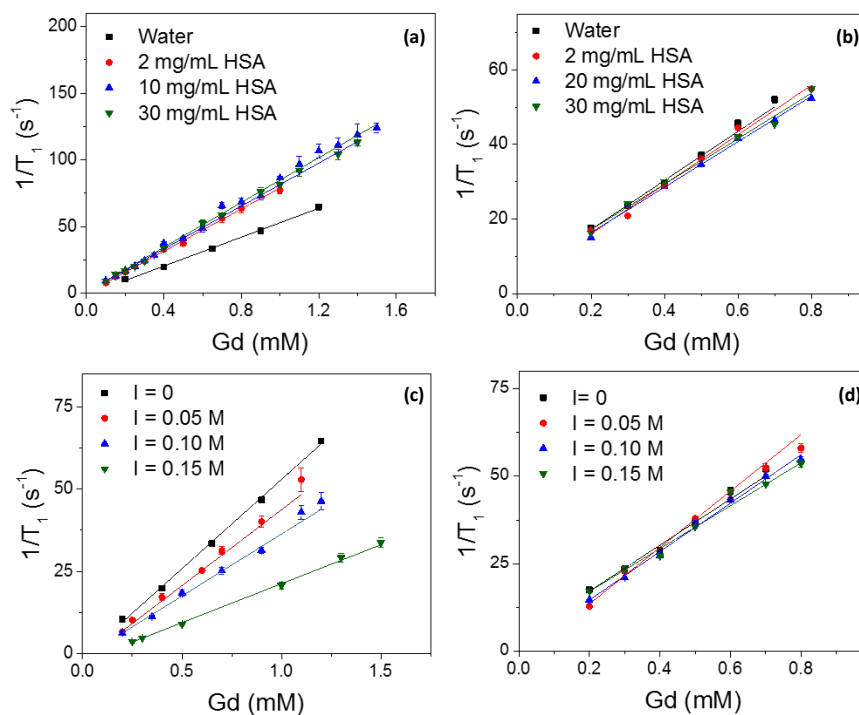 (a)
Water
2 mg/mL HSA
10 mg/mL HSA
30 mg/mL HSA
1/T₁ (s⁻¹)
200
150
100
50
0
0.0 0.4 0.8 1.2 1.6
Gd (mM)
(b)
Water
2 mg/mL HSA
20 mg/mL HSA
30 mg/mL HSA
1/T₁ (s⁻¹)
60
40
20
0
0.0 0.2 0.4 0.6 0.8
Gd (mM)
(c)
I = 0
I = 0.05 M
I = 0.10 M
I = 0.15 M
1/T₁ (s⁻¹)
75
50
25
0
0.0 0.5 1.0 1.5
Gd (mM)
(d)
I= 0
I = 0.05 M
I = 0.10 M
I = 0.15 M
1/T₁ (s⁻¹)
75
50
25
0
0.0 0.2 0.4 0.6 0.8
Gd (mM)